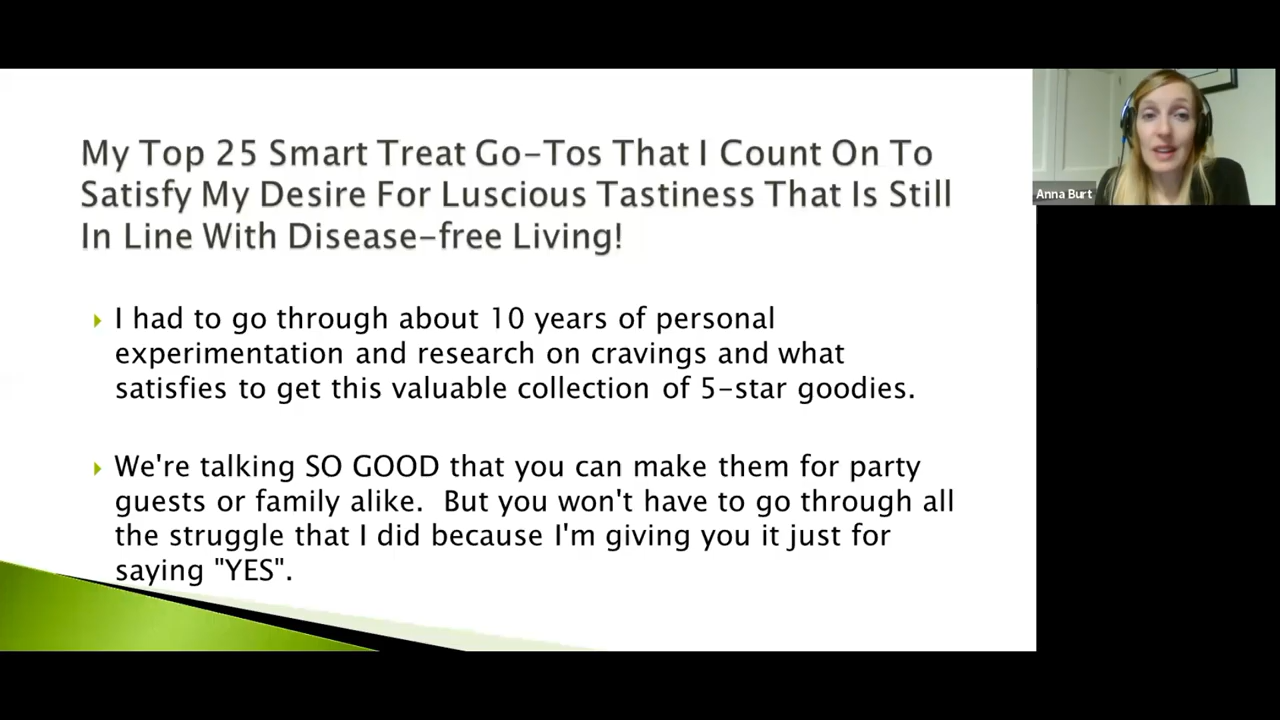 My Top 25 Smart Treat Go-Tos That I Count On To
Satisfy My Desire For Luscious Tastiness That Is Still
In Line With Disease-free Living!
I had to go through about 10 years of personal
experimentation and research on cravings and what
satisfies to get this valuable collection of 5-star goodies.
We're talking SO GOOD that you can make them for party
guests or family alike.  But you won't have to go through all
the struggle that I did because I'm giving you it just for
saying "YES".
Anna Burt